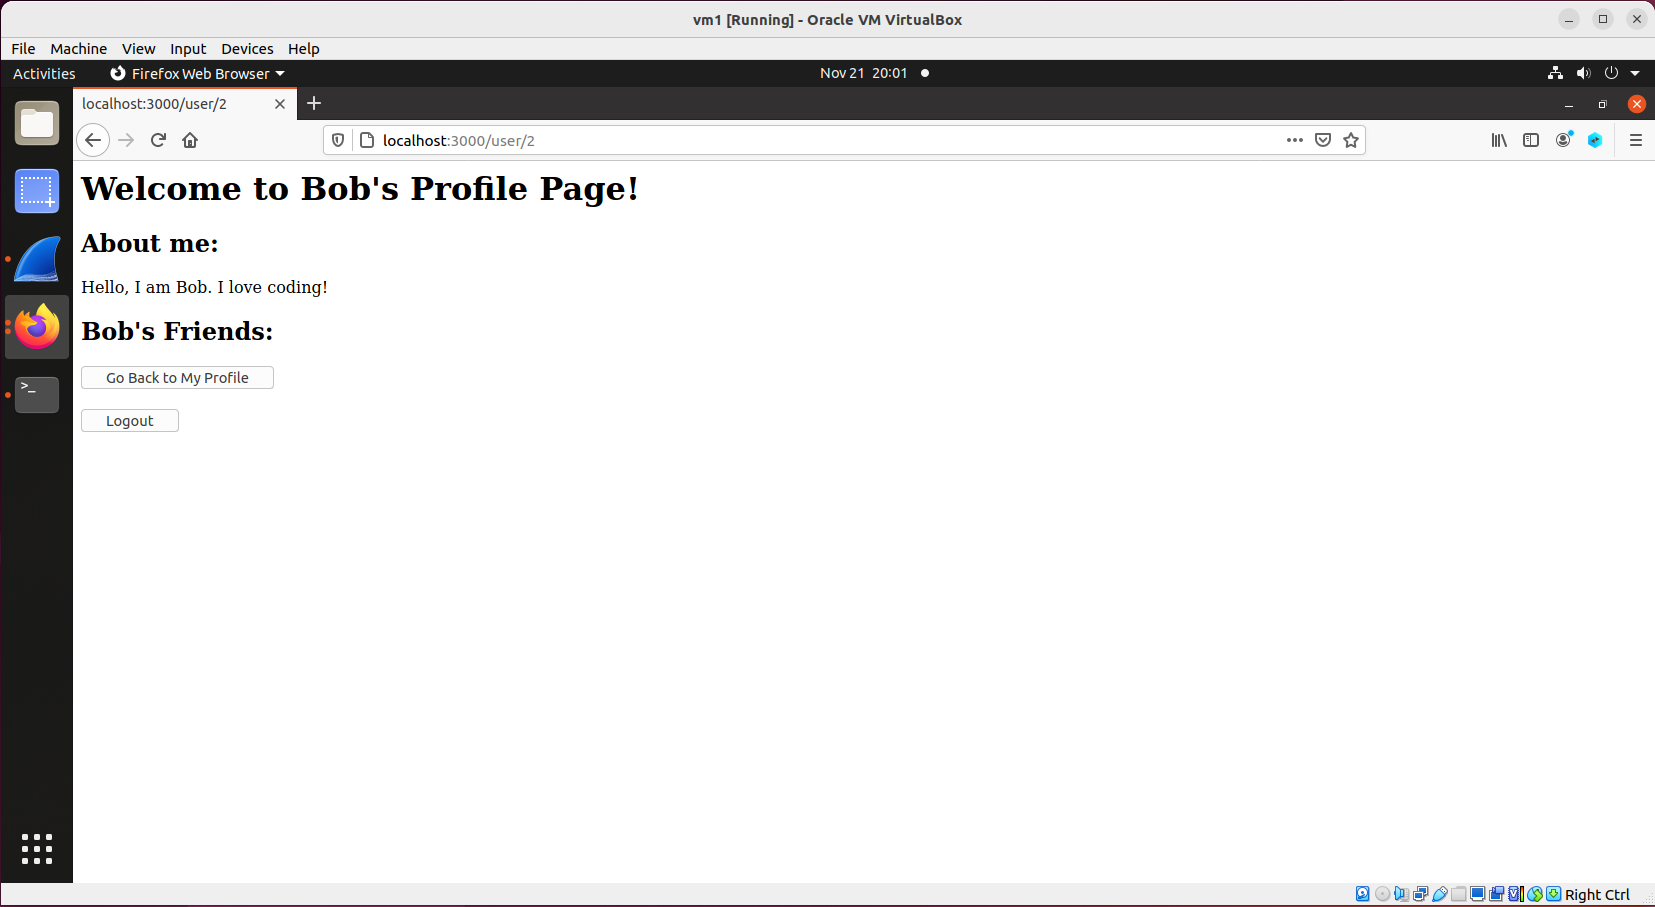 vm1 [Running] - Oracle VM VirtualBox
File Machine View Input Devices Help
Activities Firefox Web Browser Nov 21 20:01
localhost:3000/user/2
localhost:3000/user/2
Welcome to Bob's Profile Page!
About me:
Hello, I am Bob. I love coding!
Bob's Friends:
Go Back to My Profile
Logout
>_
Right Ctrl